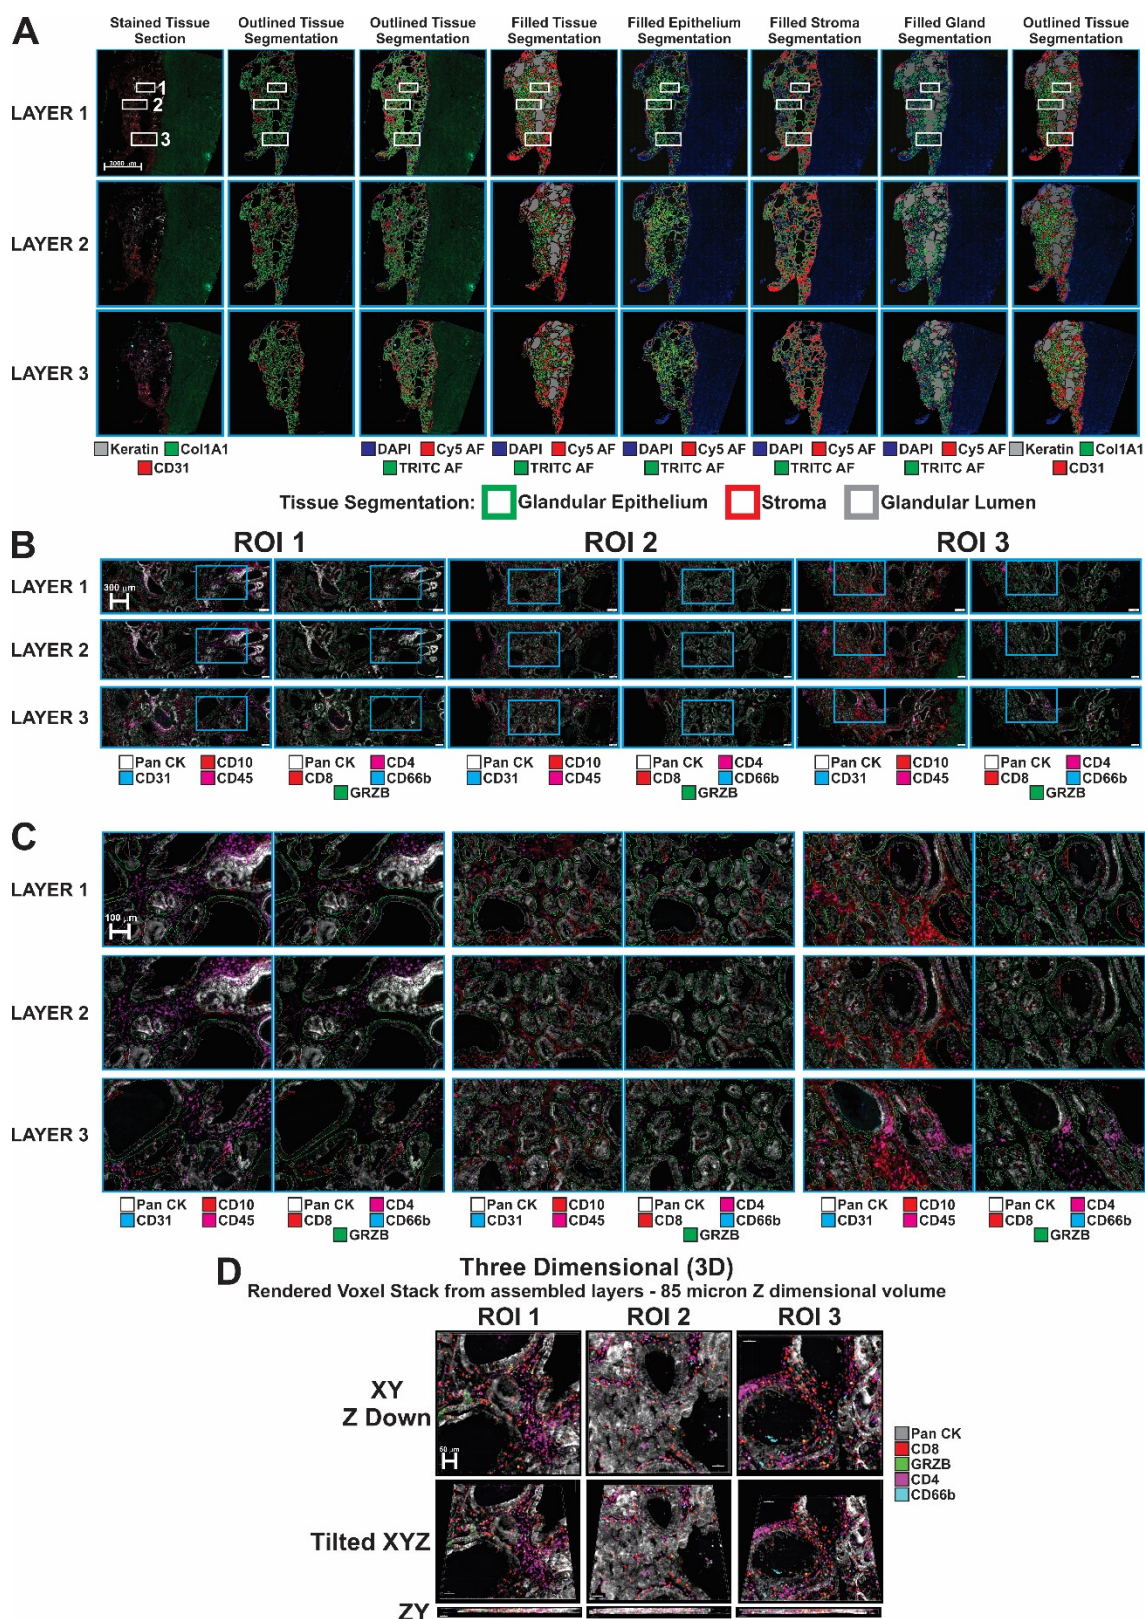 A
Stained Tissue Section
Outlined Tissue Segmentation
Outlined Tissue Segmentation
Filled Tissue Segmentation
Filled Epithelium Segmentation
Filled Stroma Segmentation
Filled Gland Segmentation
Outlined Tissue Segmentation
LAYER 1
1
2
3
2000 µm
LAYER 2
LAYER 3
Keratin Col1A1
CD31
DAPI Cy5 AF
TRITC AF
DAPI Cy5 AF
TRITC AF
DAPI Cy5 AF
TRITC AF
DAPI Cy5 AF
TRITC AF
DAPI Cy5 AF
TRITC AF
Keratin Col1A1
CD31
Tissue Segmentation: Glandular Epithelium Stroma Glandular Lumen
B
ROI 1 ROI 2 ROI 3
LAYER 1
300 µm
LAYER 2
LAYER 3
Pan CK CD10
CD31 CD45
Pan CK CD4
CD8 CD66b
GRZB
Pan CK CD10
CD31 CD45
Pan CK CD4
CD8 CD66b
GRZB
Pan CK CD10
CD31 CD45
Pan CK CD4
CD8 CD66b
GRZB
C
LAYER 1
100 µm
LAYER 2
LAYER 3
Pan CK CD10
CD31 CD45
Pan CK CD4
CD8 CD66b
GRZB
Pan CK CD10
CD31 CD45
Pan CK CD4
CD8 CD66b
GRZB
Pan CK CD10
CD31 CD45
Pan CK CD4
CD8 CD66b
GRZB
D
Three Dimensional (3D)
Rendered Voxel Stack from assembled layers - 85 micron Z dimensional volume
ROI 1 ROI 2 ROI 3
XY
Z Down
50 µm
Pan CK
CD8
GRZB
CD4
CD66b
Tilted XYZ
ZY